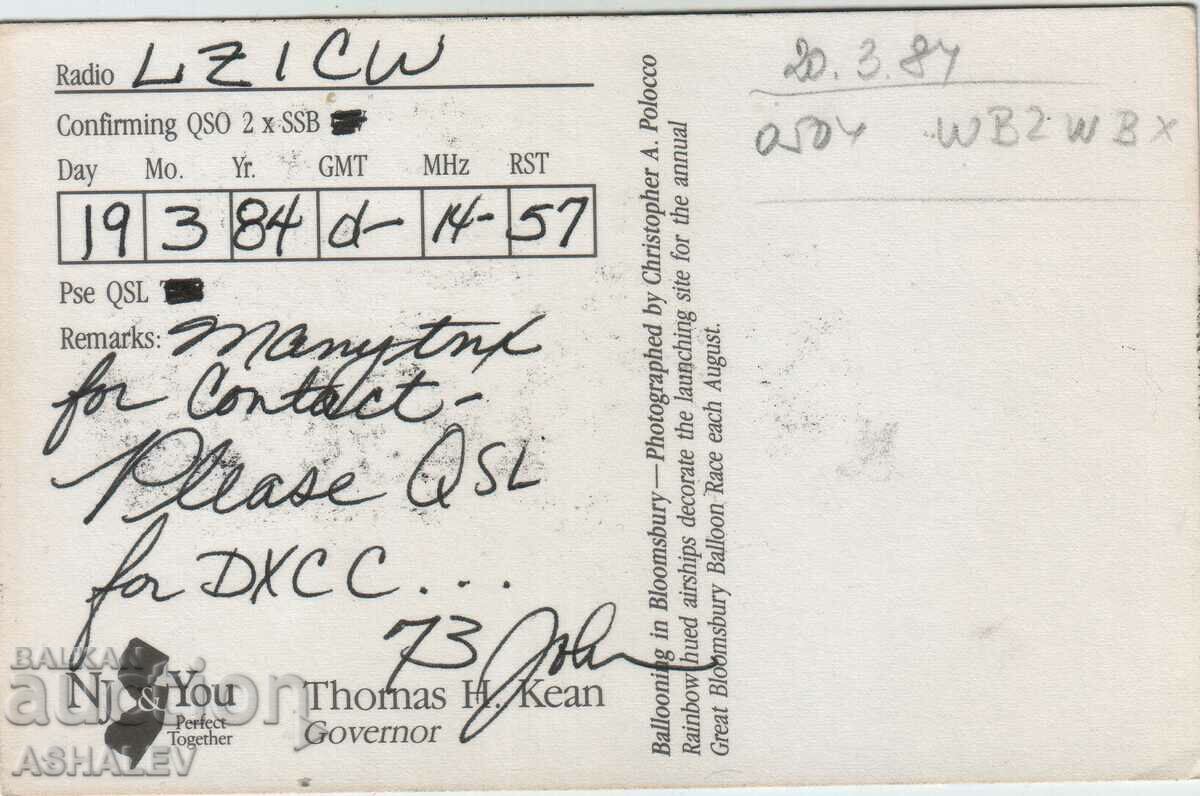 Radio LZ1CW
Confirming QSO 2 x SSB
Day Mo. Yr. GMT MHz RST
19 3 84 d- 14- 57
Pse QSL
Remarks: Many tnx
for Contact-
Please QSL
for DXCC...
73 John
NJ & You
Perfect
Together
Thomas H. Kean
Governor
Ballooning in Bloomsbury—Photographed by Christopher A. Polocco
Rainbow hued airships decorate the launching site for the annual
Great Bloomsbury Balloon Race each August.
20.3.84
WB2WBX
BALKAN
auction
ASHALEV